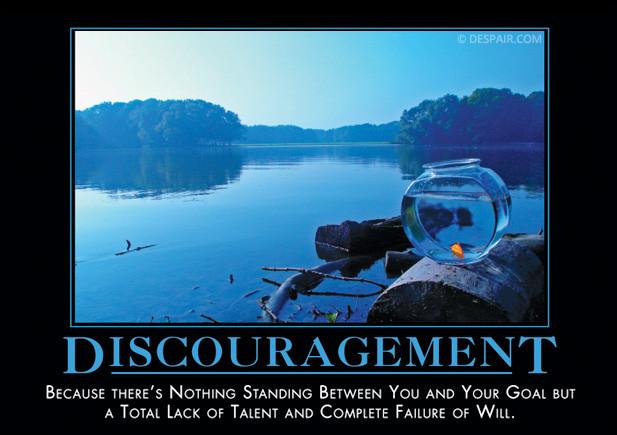 © DESPAIR.COM
DISCOURAGEMENT
BECAUSE THERE'S NOTHING STANDING BETWEEN YOU AND YOUR GOAL BUT
A TOTAL LACK OF TALENT AND COMPLETE FAILURE OF WILL.